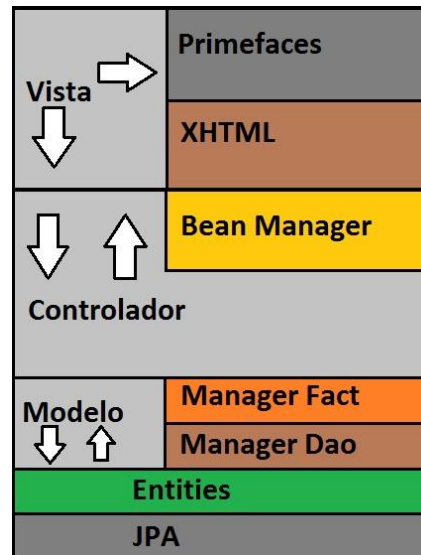 Primefaces
Vista
XHTML
Bean Manager
Controlador
Manager Fact
Modelo
Manager Dao
Entities
JPA